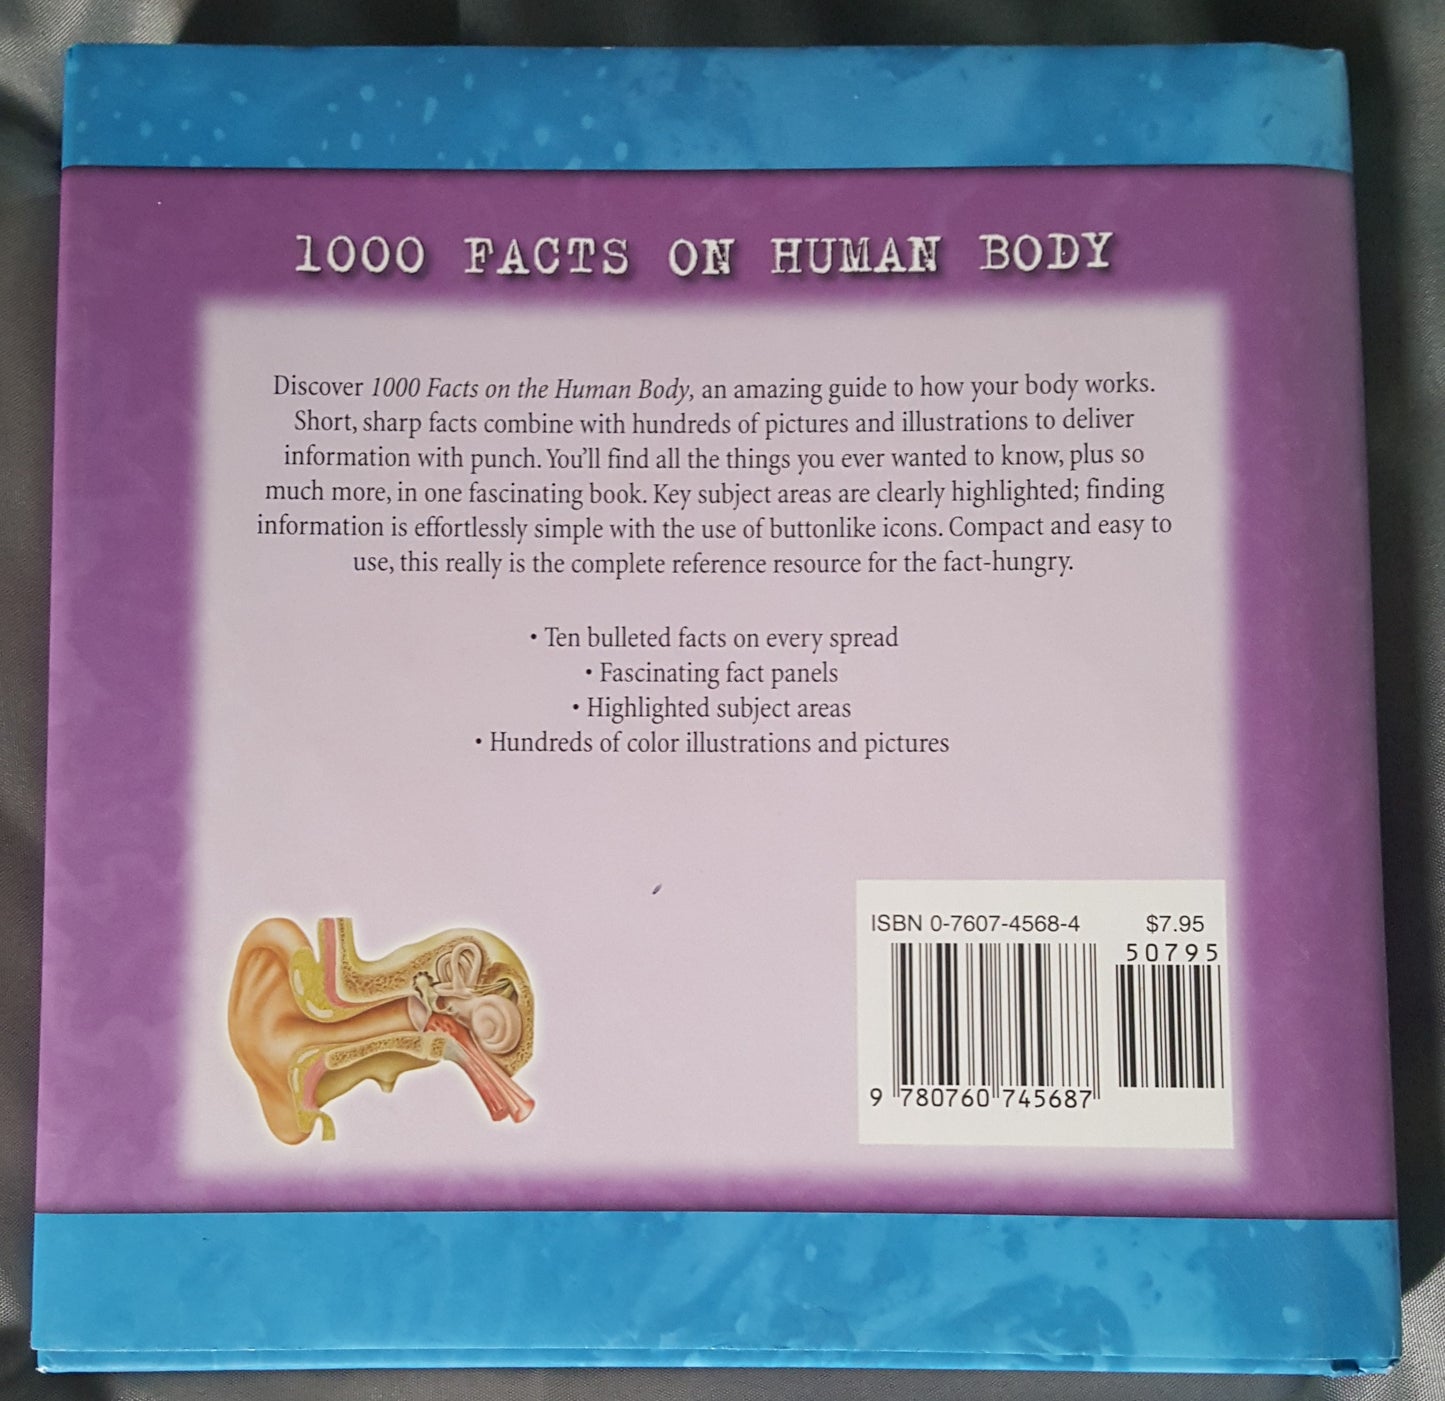 1000 FACTS ON HUMAN BODY
Discover 1000 Facts on the Human Body, an amazing guide to how your body works.
Short, sharp facts combine with hundreds of pictures and illustrations to deliver
information with punch. You'll find all the things you ever wanted to know, plus so
much more, in one fascinating book. Key subject areas are clearly highlighted; finding
information is effortlessly simple with the use of buttonlike icons. Compact and easy to
use, this really is the complete reference resource for the fact-hungry.
• Ten bulleted facts on every spread
• Fascinating fact panels
• Highlighted subject areas
• Hundreds of color illustrations and pictures
ISBN 0-7607-4568-4 $7.95
50795
9 780760 745687